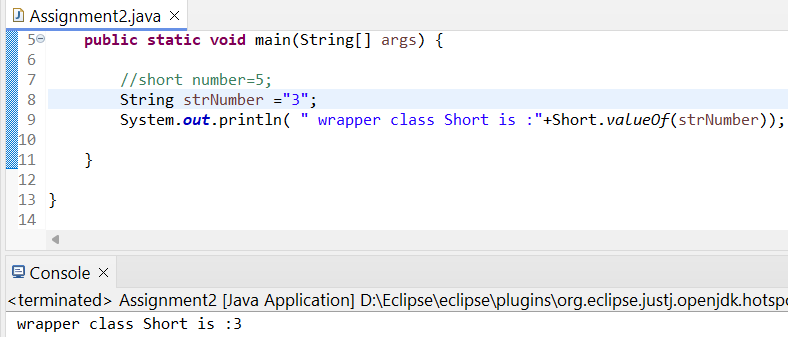 Assignment2.java
5 public static void main(String[] args) {
6
7 //short number=5;
8 String strNumber ="3";
9 System.out.println( " wrapper class Short is :"+Short.valueOf(strNumber));
10
11 }
12
13 }
14
Console
<terminated> Assignment2 [Java Application] D:\Eclipse\eclipse\plugins\org.eclipse.justj.openjdk.hotspo
wrapper class Short is :3